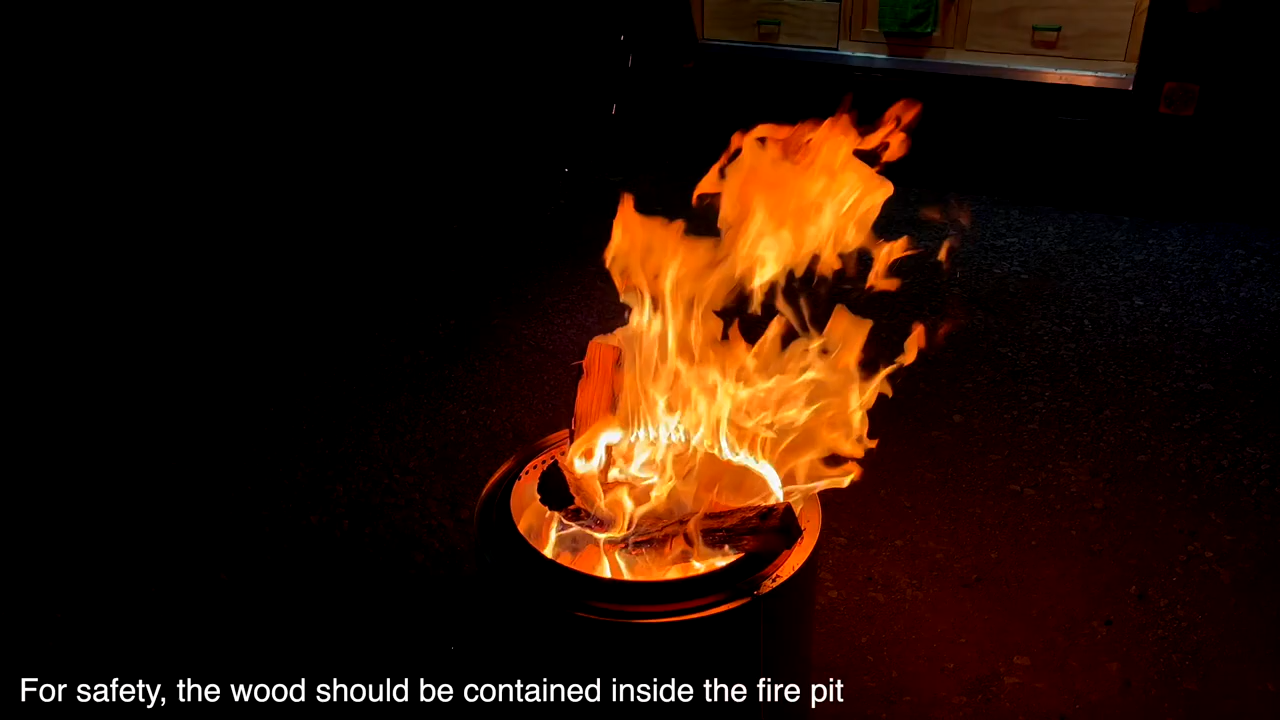 For safety, the wood should be contained inside the fire pit